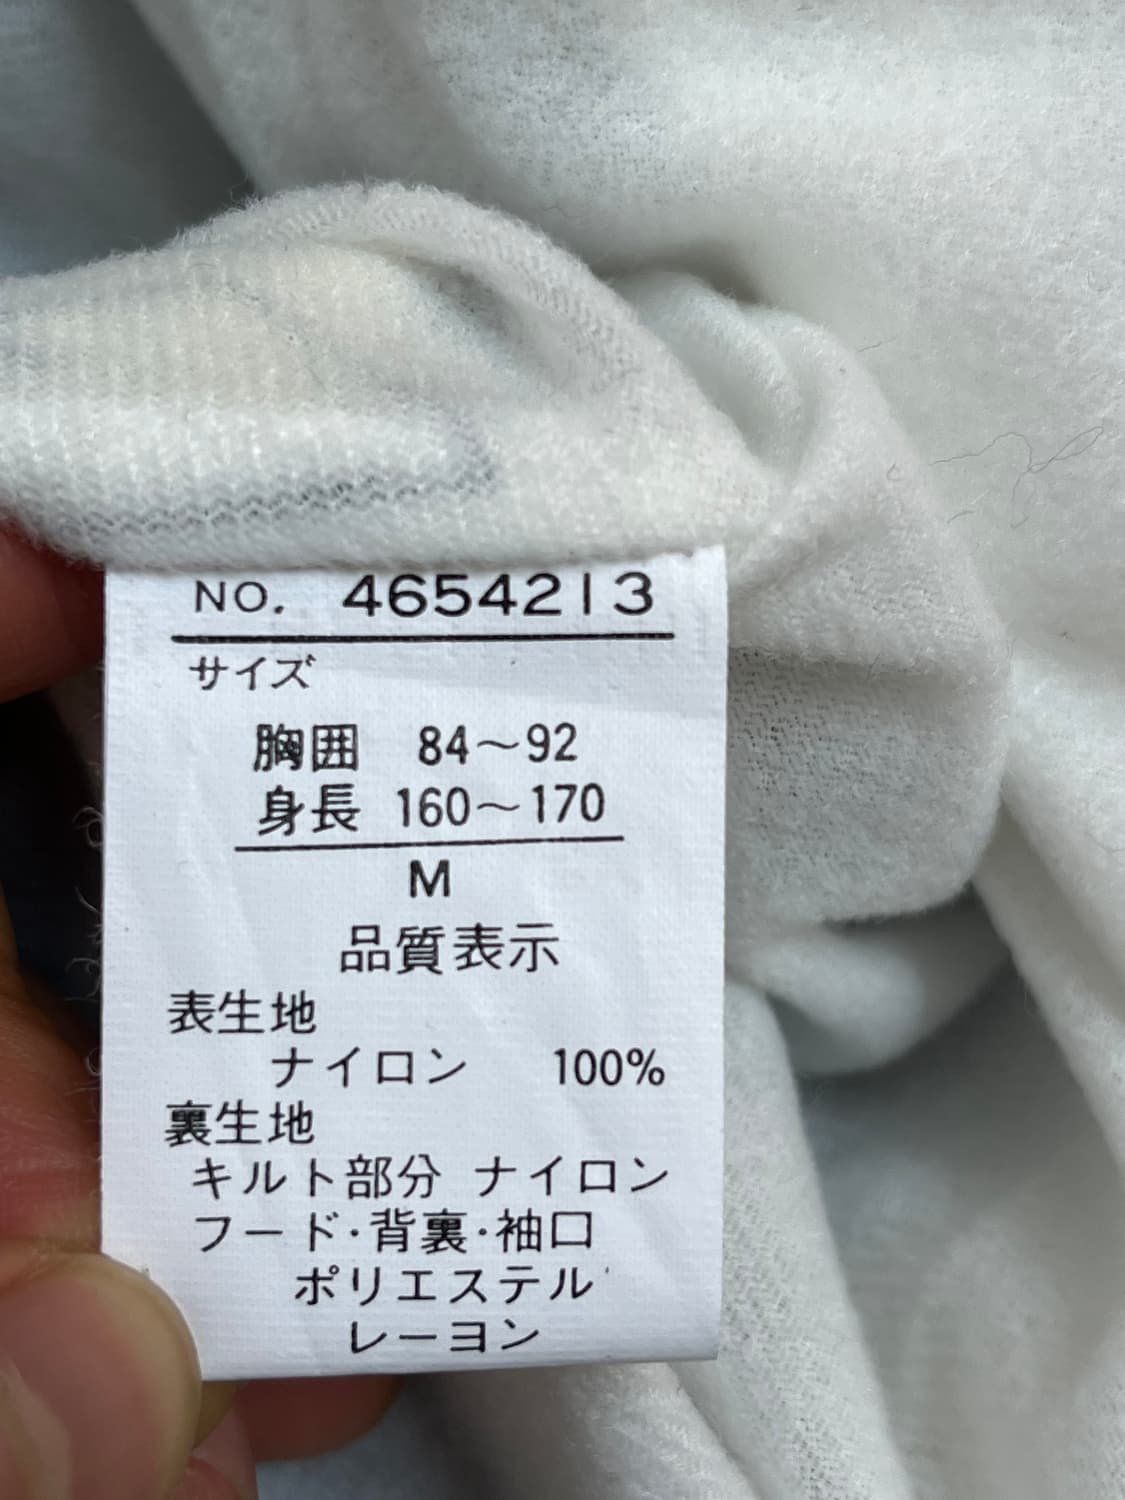 NO. 4654213
サイズ
胸囲 84〜92
身長 160〜170
M
品質表示
表生地
ナイロン 100%
裏生地
キルト部分 ナイロン
フード・背裏・袖口
ポリエステル
レーヨン